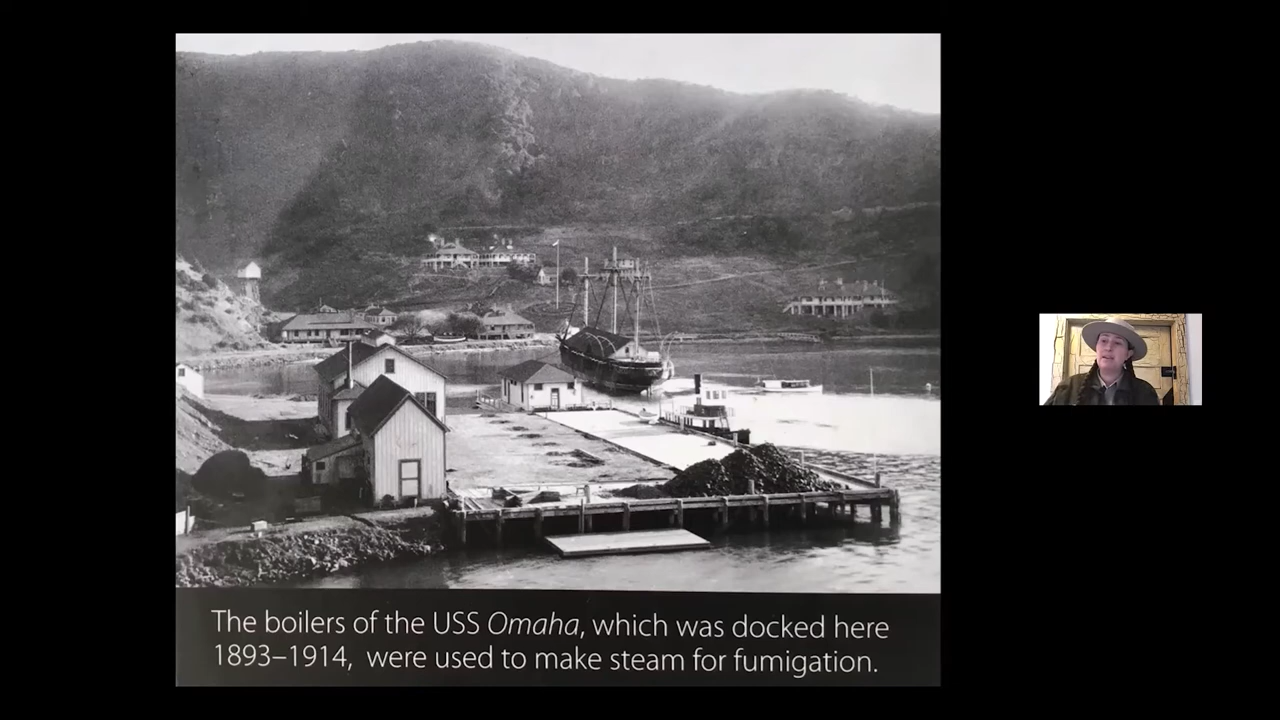 The boilers of the USS Omaha, which was docked here
1893–1914, were used to make steam for fumigation.